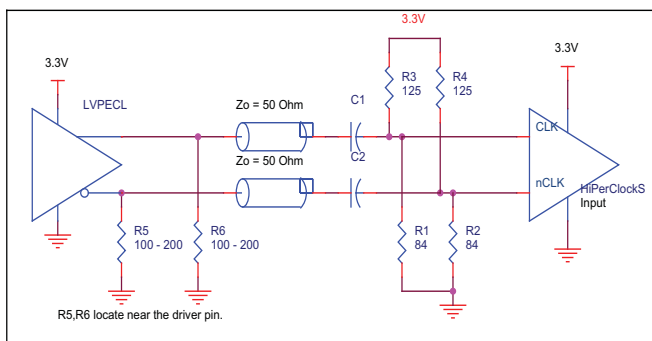 3.3V
3.3V
3.3V
LVPECL
R3
125
R4
125
Zo = 50 Ohm
C1
CLK
Zo = 50 Ohm
C2
nCLK
HiPerClockS
Input
R5
100 - 200
R6
100 - 200
R1
84
R2
84
R5,R6 locate near the driver pin.